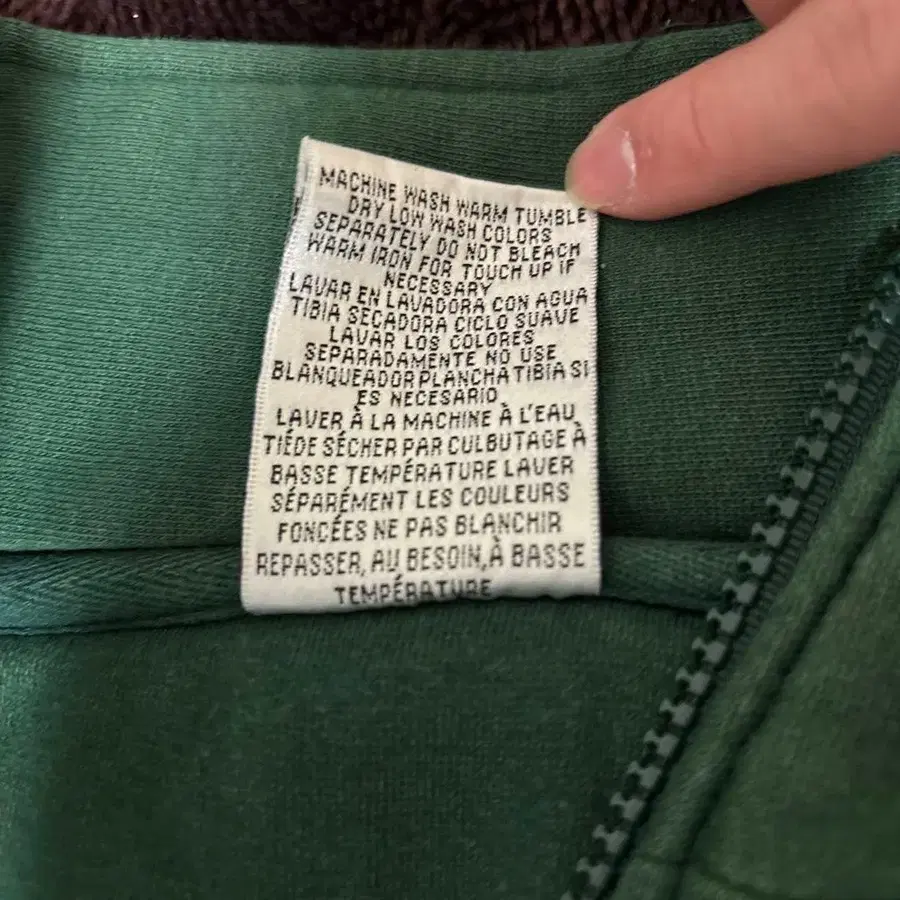 MACHINE WASH WARM TUMBLE
DRY LOW WASH COLORS
SEPARATELY DO NOT BLEACH
WARM IRON FOR TOUCH UP IF
NECESSARY
LAVAR EN LAVADORA CON AGUA
TIBIA SECADORA CICLO SUAVE
LAVAR LOS COLORES
SEPARADAMENTE NO USE
BLANQUEADOR PLANCHA TIBIA SI
ES NECESARIO
LAVER À LA MACHINE À L'EAU
TIÉDE SÉCHER PAR CULBUTAGE À
BASSE TEMPÉRATURE LAVER
SÉPARÉMENT LES COULEURS
FONCÉES NE PAS BLANCHIR
REPASSER, AU BESOIN, À BASSE
TEMPÉRATURE